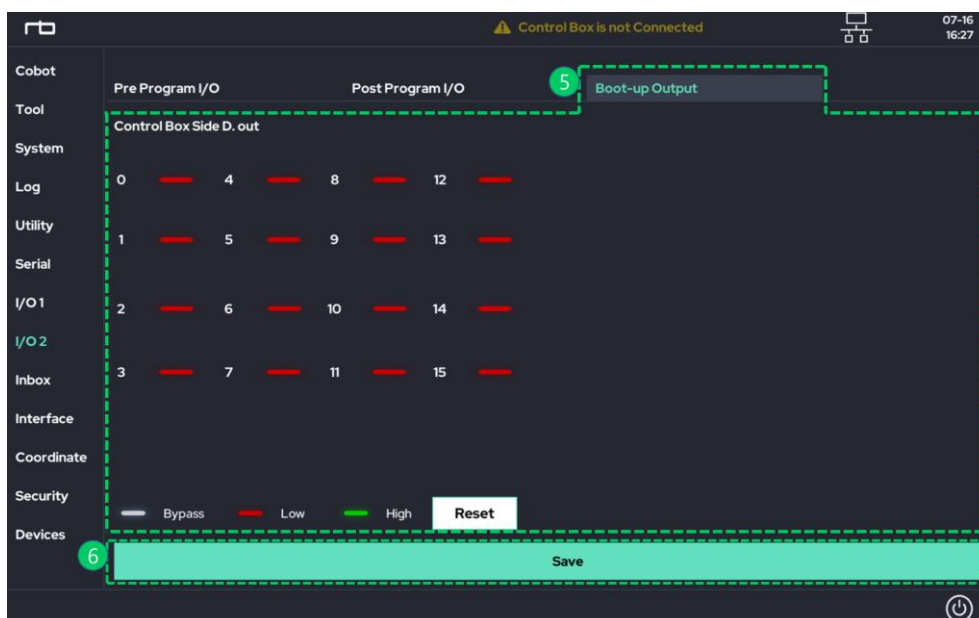 rb
Control Box is not Connected
07-16
16:27
Cobot
Tool
System
Log
Utility
Serial
I/O 1
I/O 2
Inbox
Interface
Coordinate
Security
Devices
Pre Program I/O
Post Program I/O
5
Boot-up Output
Control Box Side D. out
0 4 8 12
1 5 9 13
2 6 10 14
3 7 11 15
Bypass Low High Reset
6
Save